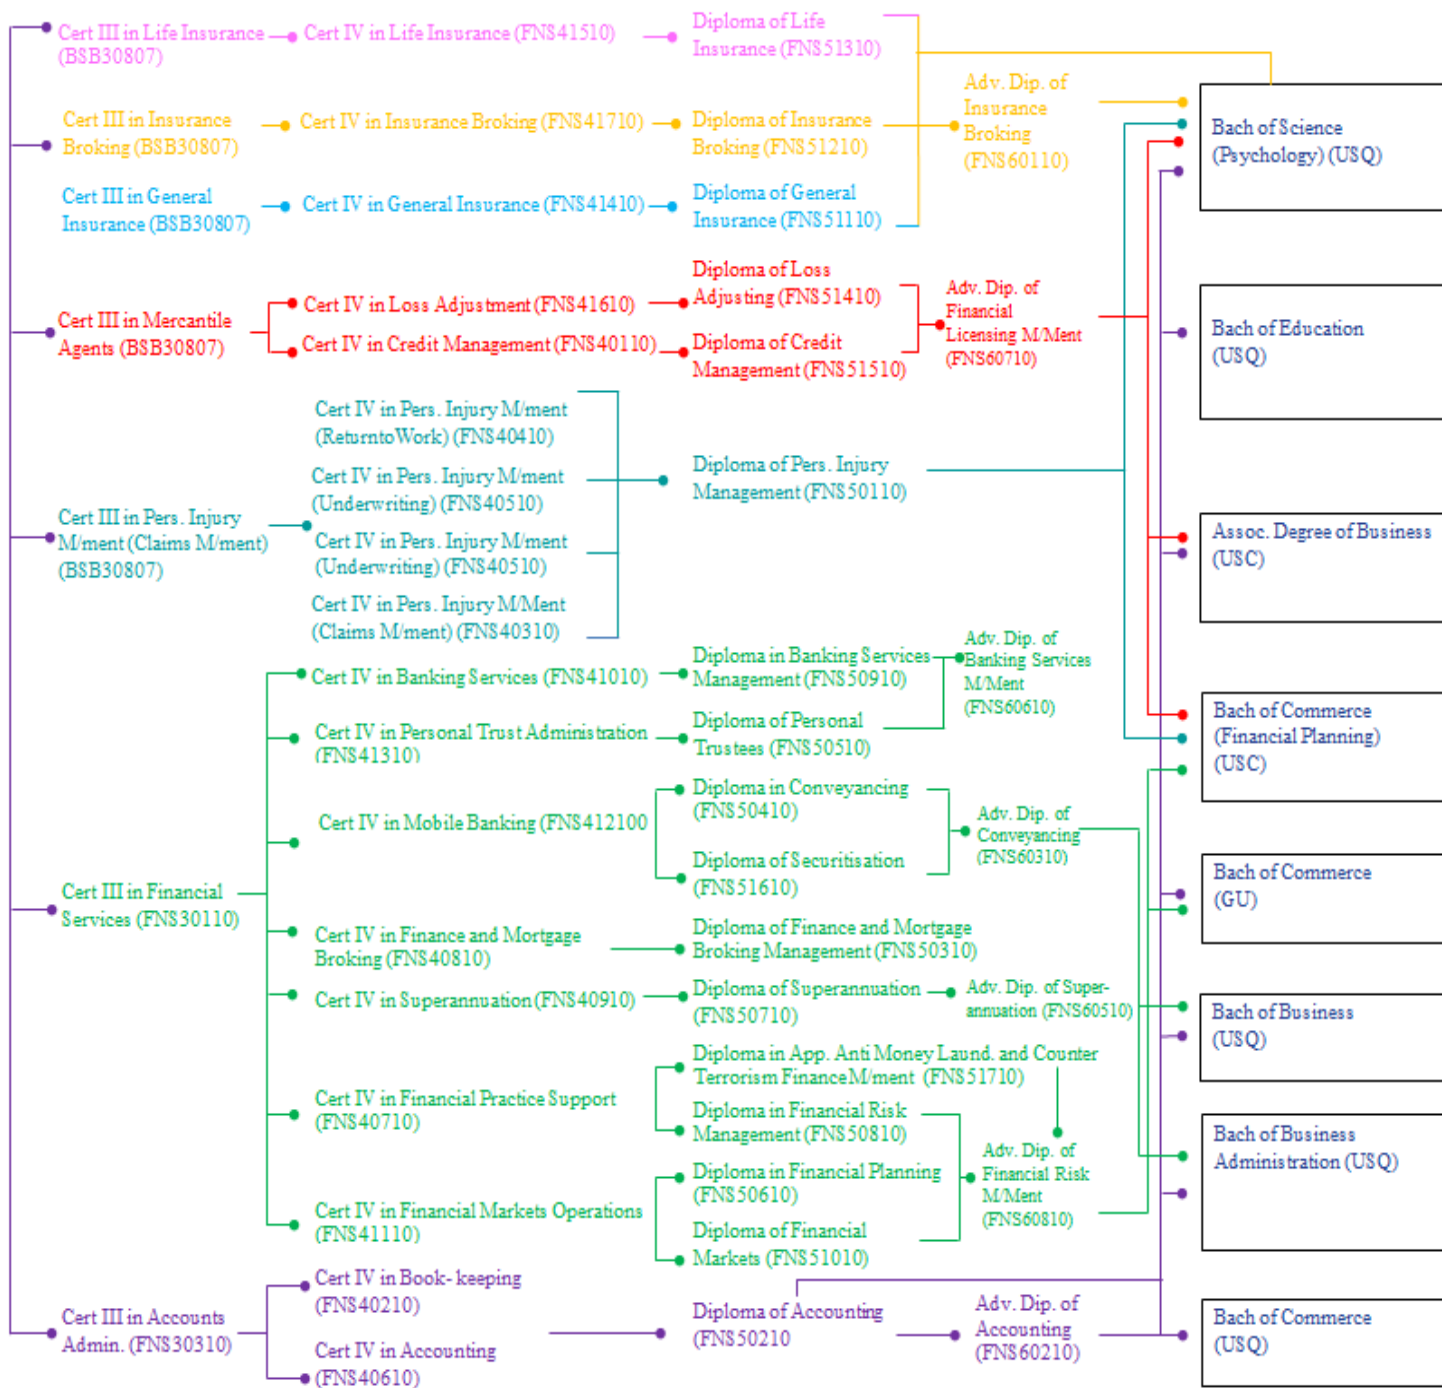 Cert III in Life Insurance
(BSB30807)
Cert IV in Life Insurance (FNS41510)
Diploma of Life
Insurance (FNS51310)
Cert III in Insurance
Broking (BSB30807)
Cert IV in Insurance Broking (FNS41710)
Diploma of Insurance
Broking (FNS51210)
Adv. Dip. of
Insurance
Broking
(FNS60110)
Bach of Science
(Psychology) (USQ)
Cert III in General
Insurance (BSB30807)
Cert IV in General Insurance (FNS41410)
Diploma of General
Insurance (FNS51110)
Cert III in Mercantile
Agents (BSB30807)
Cert IV in Loss Adjustment (FNS41610)
Cert IV in Credit Management (FNS40110)
Diploma of Loss
Adjusting (FNS51410)
Diploma of Credit
Management (FNS51510)
Adv. Dip. of
Financial
Licensing M/Ment
(FNS60710)
Bach of Education
(USQ)
Cert III in Pers. Injury
M/ment (Claims M/ment)
(BSB30807)
Cert IV in Pers. Injury M/ment
(ReturntoWork) (FNS40410)
Cert IV in Pers. Injury M/ment
(Underwriting) (FNS40510)
Cert IV in Pers. Injury M/ment
(Underwriting) (FNS40510)
Cert IV in Pers. Injury M/Ment
(Claims M/ment) (FNS40310)
Diploma of Pers. Injury
Management (FNS50110)
Assoc. Degree of Business
(USC)
Cert III in Financial
Services (FNS30110)
Cert IV in Banking Services (FNS41010)
Diploma in Banking Services
Management (FNS50910)
Adv. Dip. of
Banking Services
M/Ment
(FNS60610)
Cert IV in Personal Trust Administration
(FNS41310)
Diploma of Personal
Trustees (FNS50510)
Bach of Commerce
(Financial Planning)
(USC)
Cert IV in Mobile Banking (FNS412100
Diploma in Conveyancing
(FNS50410)
Diploma of Securitisation
(FNS51610)
Adv. Dip. of
Conveyancing
(FNS60310)
Bach of Commerce
(GU)
Cert IV in Finance and Mortgage
Broking (FNS40810)
Diploma of Finance and Mortgage
Broking Management (FNS50310)
Cert IV in Superannuation (FNS40910)
Diploma of Superannuation
(FNS50710)
Adv. Dip. of Super-
annuation (FNS60510)
Bach of Business
(USQ)
Cert IV in Financial Practice Support
(FNS40710)
Diploma in App. Anti Money Laund. and Counter
Terrorism Finance M/ment (FNS51710)
Diploma in Financial Risk
Management (FNS50810)
Cert IV in Financial Markets Operations
(FNS41110)
Diploma in Financial Planning
(FNS50610)
Diploma of Financial
Markets (FNS51010)
Adv. Dip. of
Financial Risk
M/Ment
(FNS60810)
Bach of Business
Administration (USQ)
Cert III in Accounts
Admin. (FNS30310)
Cert IV in Book- keeping
(FNS40210)
Cert IV in Accounting
(FNS40610)
Diploma of Accounting
(FNS50210
Adv. Dip. of
Accounting
(FNS60210)
Bach of Commerce
(USQ)